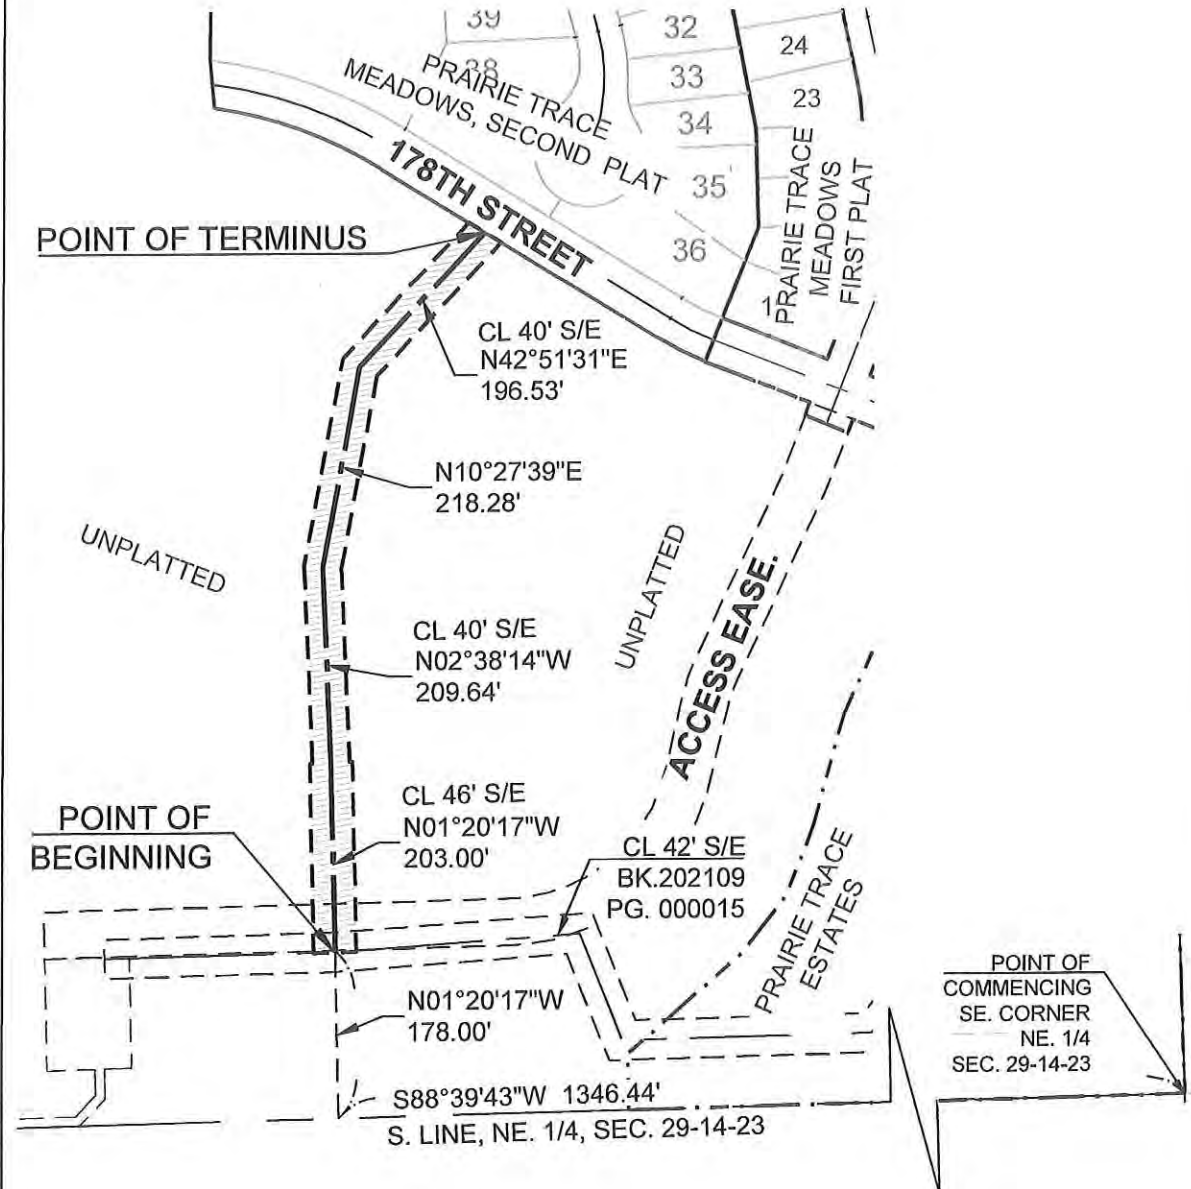 39
38
32
33
34
35
36
24
23
1
PRAIRIE TRACE
MEADOWS, SECOND PLAT
178TH STREET
PRAIRIE TRACE
MEADOWS
FIRST PLAT
POINT OF TERMINUS
CL 40' S/E
N42°51'31"E
196.53'
N10°27'39"E
218.28'
UNPLATTED
UNPLATTED
ACCESS EASE.
CL 40' S/E
N02°38'14"W
209.64'
CL 46' S/E
N01°20'17"W
203.00'
POINT OF
BEGINNING
CL 42' S/E
BK.202109
PG. 000015
PRAIRIE TRACE
ESTATES
N01°20'17"W
178.00'
POINT OF
COMMENCING
SE. CORNER
NE. 1/4
SEC. 29-14-23
S88°39'43"W 1346.44'
S. LINE, NE. 1/4, SEC. 29-14-23